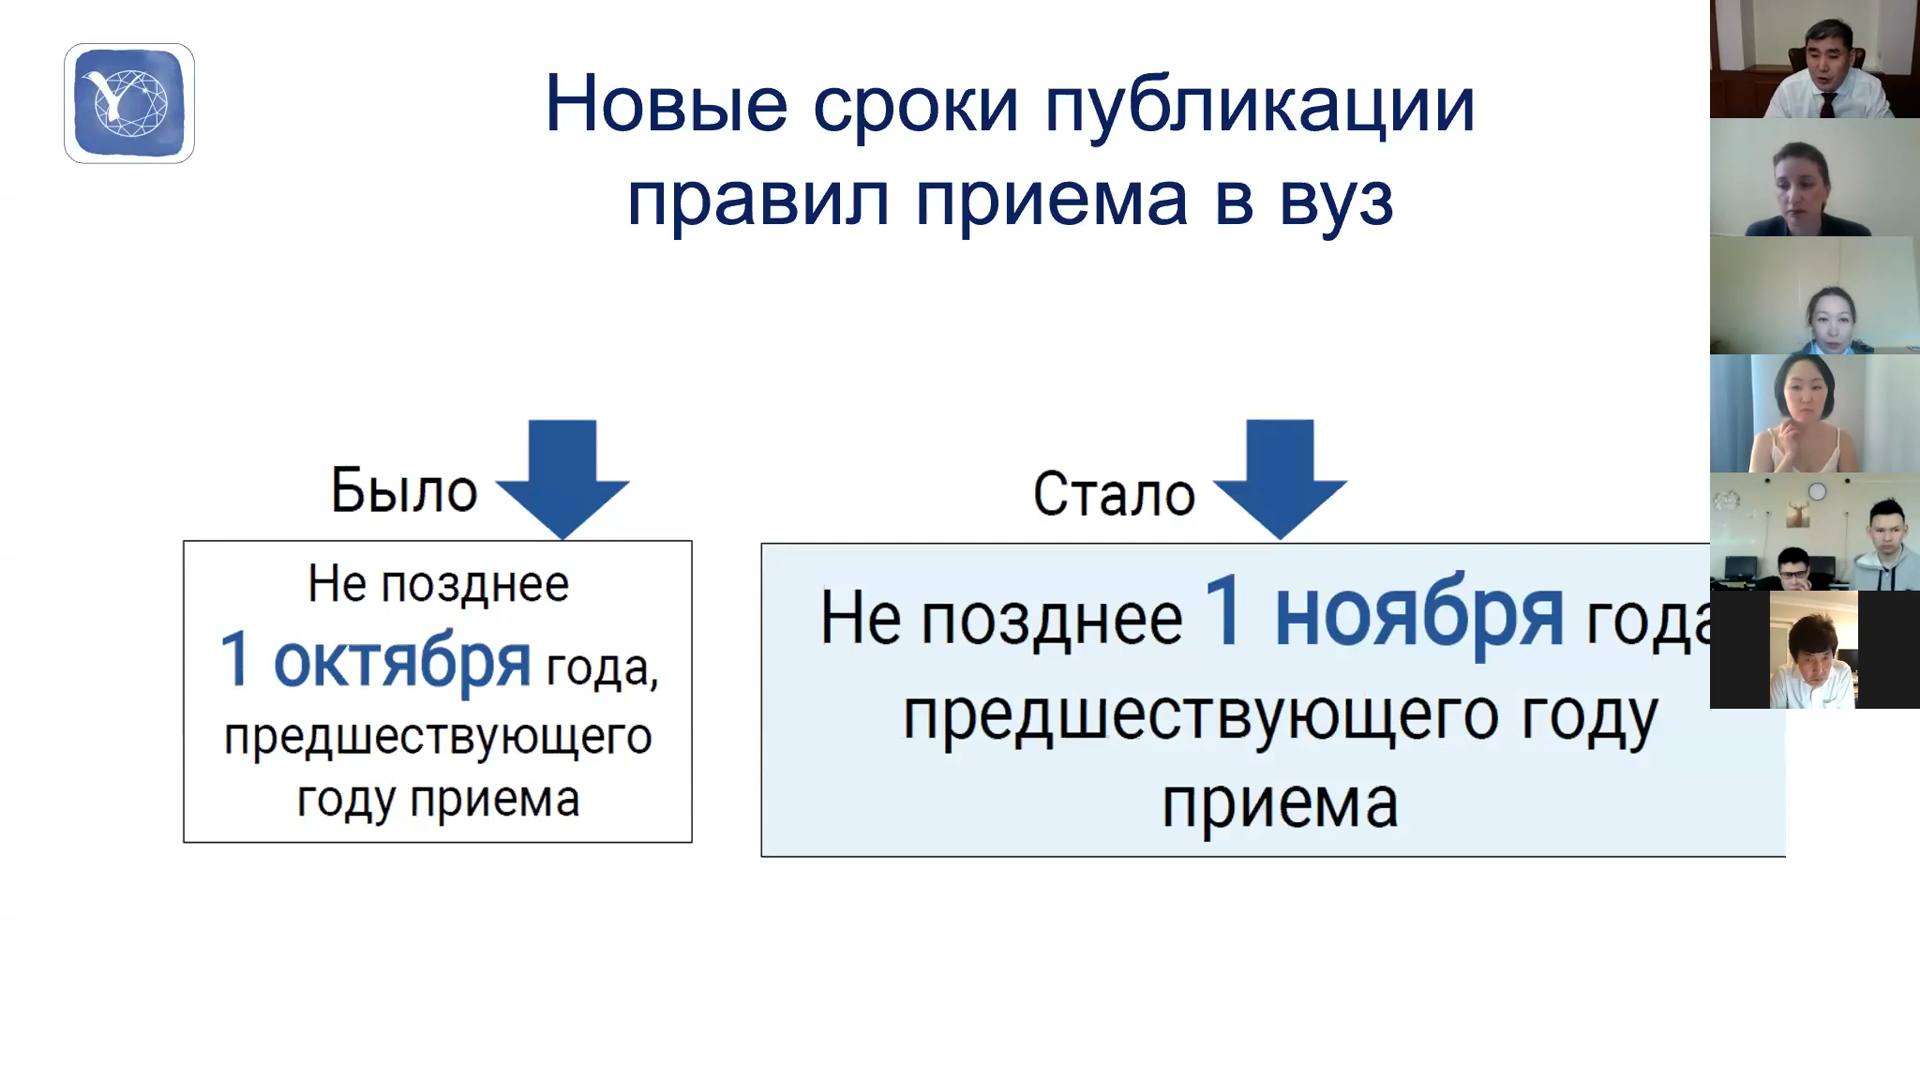 Новые сроки публикации
правил приема в вуз
Было
Не позднее
1 октября года,
предшествующего
году приема
Стало
Не позднее 1 ноября года
предшествующего году
приема